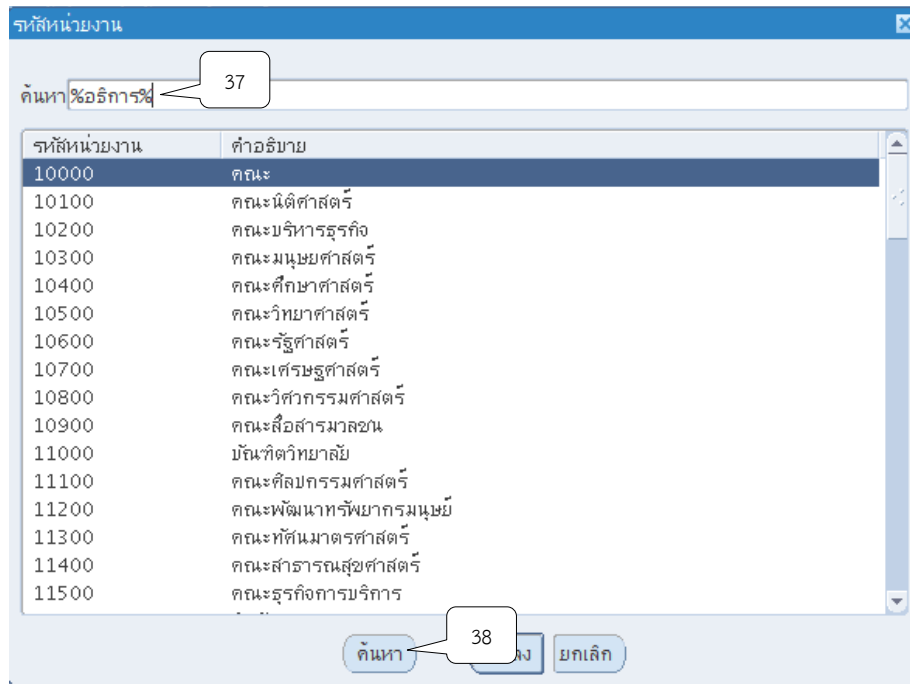 รหัสหน่วยงาน
ค้นหา %อธิการ%
37
รหัสหน่วยงาน คำอธิบาย
10000 คณะ
10100 คณะนิติศาสตร์
10200 คณะบริหารธุรกิจ
10300 คณะมนุษยศาสตร์
10400 คณะศึกษาศาสตร์
10500 คณะวิทยาศาสตร์
10600 คณะรัฐศาสตร์
10700 คณะเศรษฐศาสตร์
10800 คณะวิศวกรรมศาสตร์
10900 คณะสื่อสารมวลชน
11000 บัณฑิตวิทยาลัย
11100 คณะศิลปกรรมศาสตร์
11200 คณะพัฒนาทรัพยากรมนุษย์
11300 คณะทัศนมาตรศาสตร์
11400 คณะสาธารณสุขศาสตร์
11500 คณะธุรกิจการบริการ
ค้นหา 38 ยกเลิก